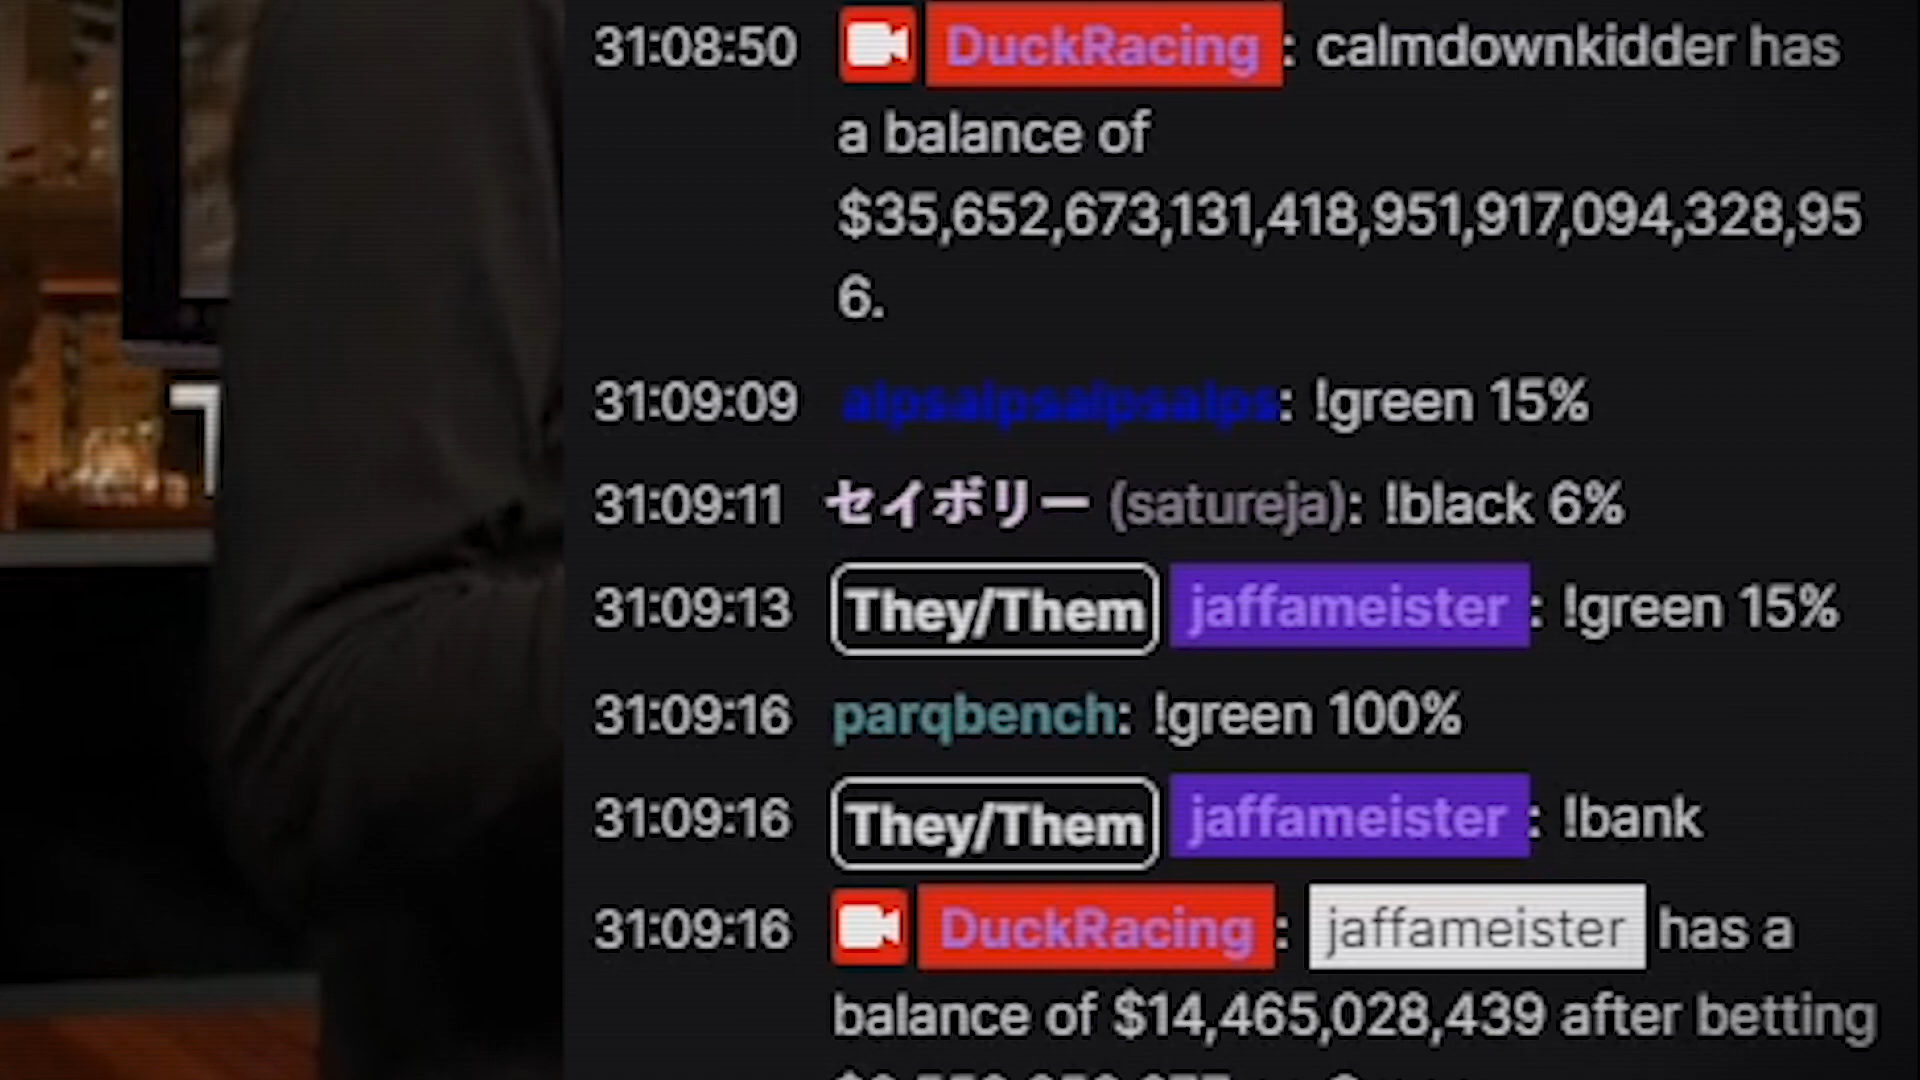 31:08:50 DuckRacing: calmdownkidder has
a balance of
$35,652,673,131,418,951,917,094,328,95
6.
31:09:09 alpsalpsalpsalps: !green 15%
31:09:11 セイボリー (satureja): !black 6%
31:09:13 They/Them jaffameister: !green 15%
31:09:16 parqbench: !green 100%
31:09:16 They/Them jaffameister: !bank
31:09:16 DuckRacing: jaffameister has a
balance of $14,465,028,439 after betting